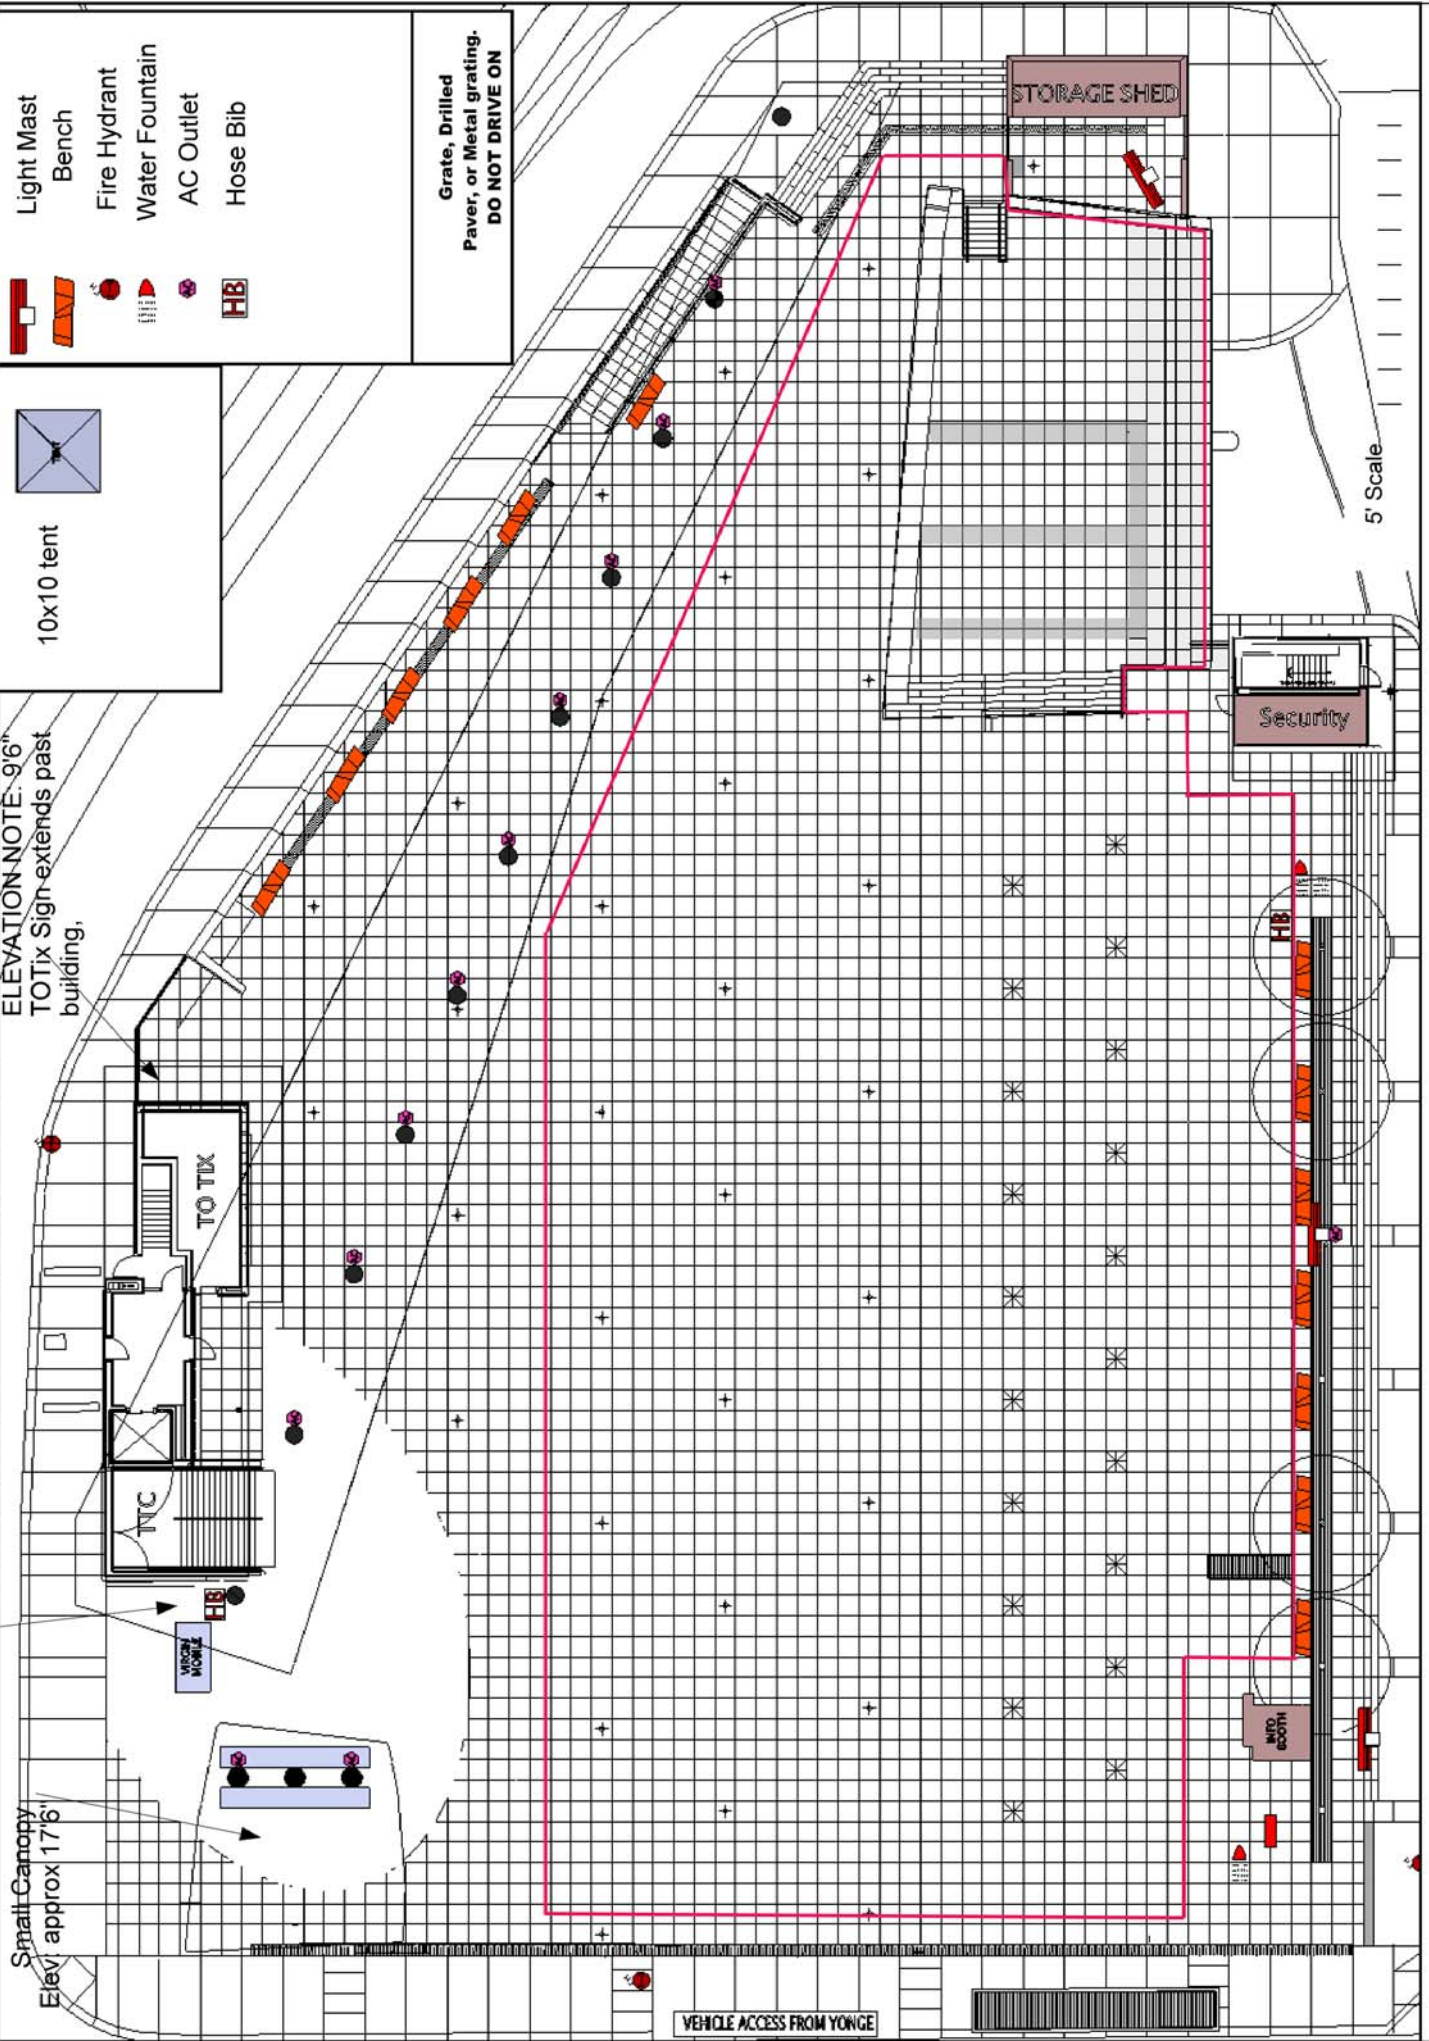 Light Mast
Bench
Fire Hydrant
Water Fountain
AC Outlet
HB
Hose Bib
Grate, Drilled
Paver, or Metal grating.
DO NOT DRIVE ON
10x10 tent
ELEVATION NOTE: 9'6"
TOTix Sign extends past
building,
STORAGE SHED
5' Scale
Security
HB
TO TIX
TTC
HB
VIRGIN
MOBILE
INFO
BOOTH
Small Canopy
Elev: approx 17'6"
VEHICLE ACCESS FROM YONGE